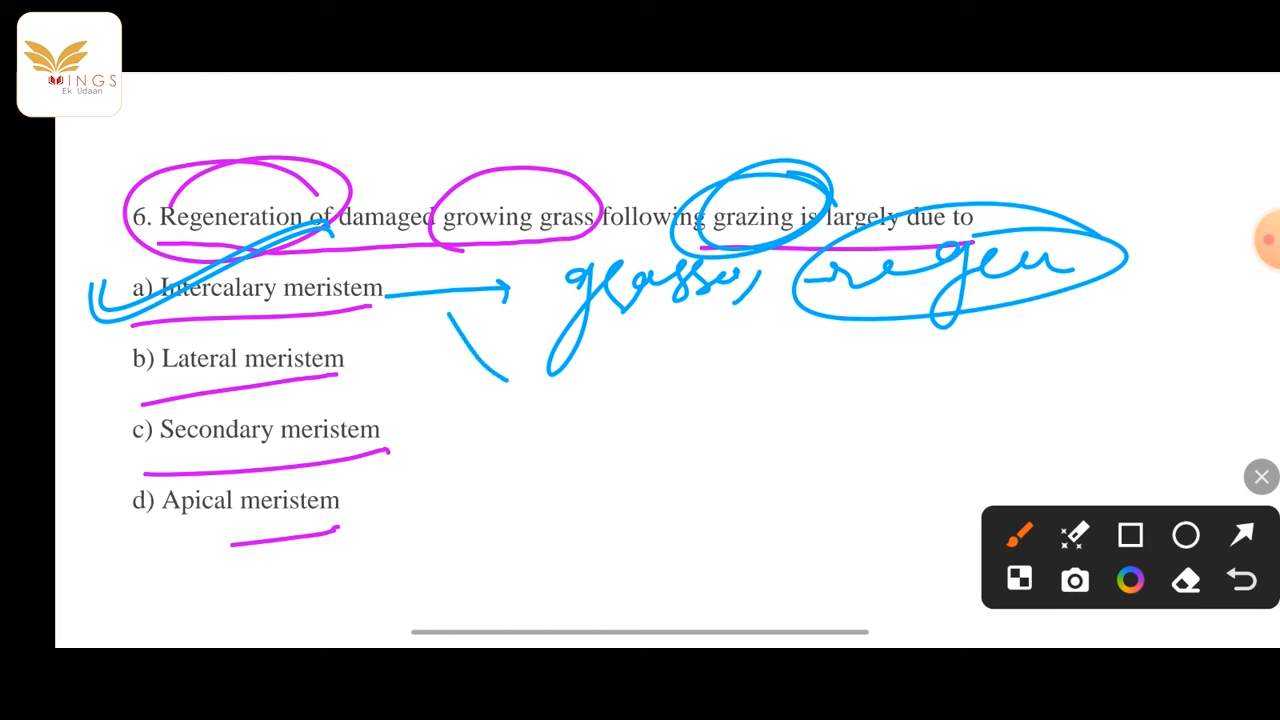 WINGS
Ek Udaan
6. Regeneration of damaged growing grass following grazing is largely due to
a) Intercalary meristem
regen
b) Lateral meristem
c) Secondary meristem
d) Apical meristem